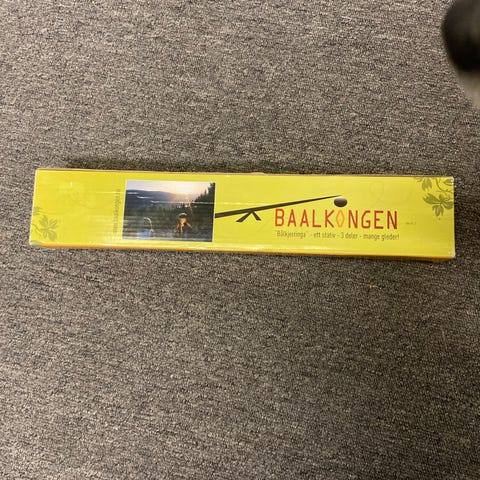 BAALKONGEN
"Bålkjerringa" - ett stativ - 3 deler - mange gleder!